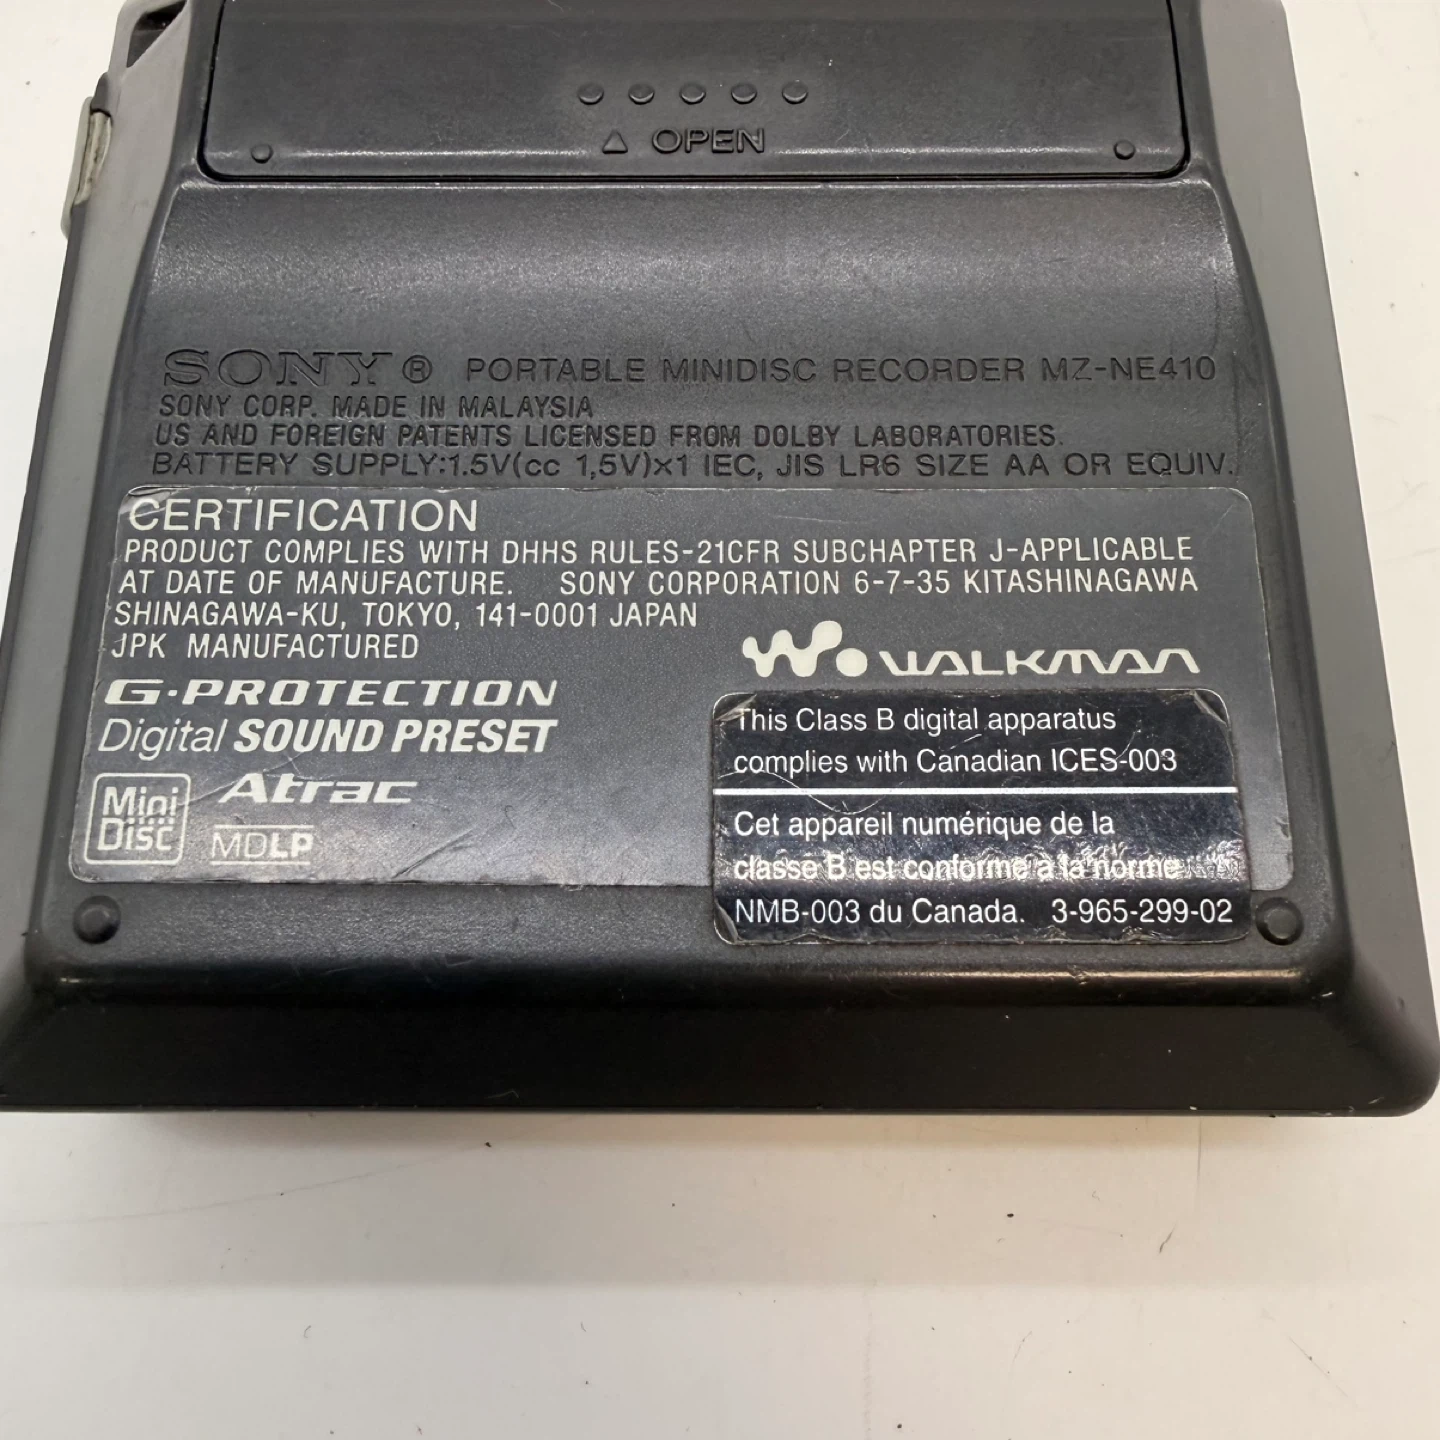 △ OPEN
SONY® PORTABLE MINIDISC RECORDER MZ-NE410
SONY CORP. MADE IN MALAYSIA
US AND FOREIGN PATENTS LICENSED FROM DOLBY LABORATORIES.
BATTERY SUPPLY:1.5V(cc 1,5V)×1 IEC, JIS LR6 SIZE AA OR EQUIV.
CERTIFICATION
PRODUCT COMPLIES WITH DHHS RULES-21CFR SUBCHAPTER J-APPLICABLE
AT DATE OF MANUFACTURE. SONY CORPORATION 6-7-35 KITASHINAGAWA
SHINAGAWA-KU, TOKYO, 141-0001 JAPAN
JPK MANUFACTURED
WALKMAN
G-PROTECTION
Digital SOUND PRESET
Mini
Disc
Atrac
MDLP
This Class B digital apparatus
complies with Canadian ICES-003
Cet appareil numérique de la
classe B est conforme à la norme
NMB-003 du Canada. 3-965-299-02